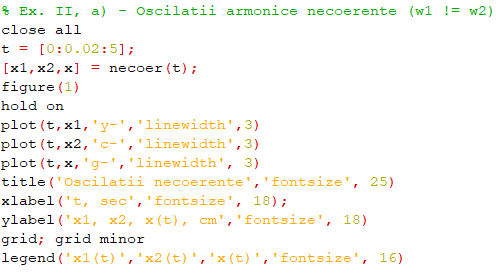 % Ex. II, a) - Oscilatii armonice necoerente (w1 != w2)
close all
t = [0:0.02:5];
[x1,x2,x] = necoer(t);
figure(1)
hold on
plot(t,x1,'y-','linewidth',3)
plot(t,x2,'c-','linewidth',3)
plot(t,x,'g-','linewidth', 3)
title('Oscilatii necoerente','fontsize', 25)
xlabel('t, sec','fontsize', 18);
ylabel('x1, x2, x(t), cm','fontsize', 18)
grid; grid minor
legend('x1(t)','x2(t)','x(t)','fontsize', 16)